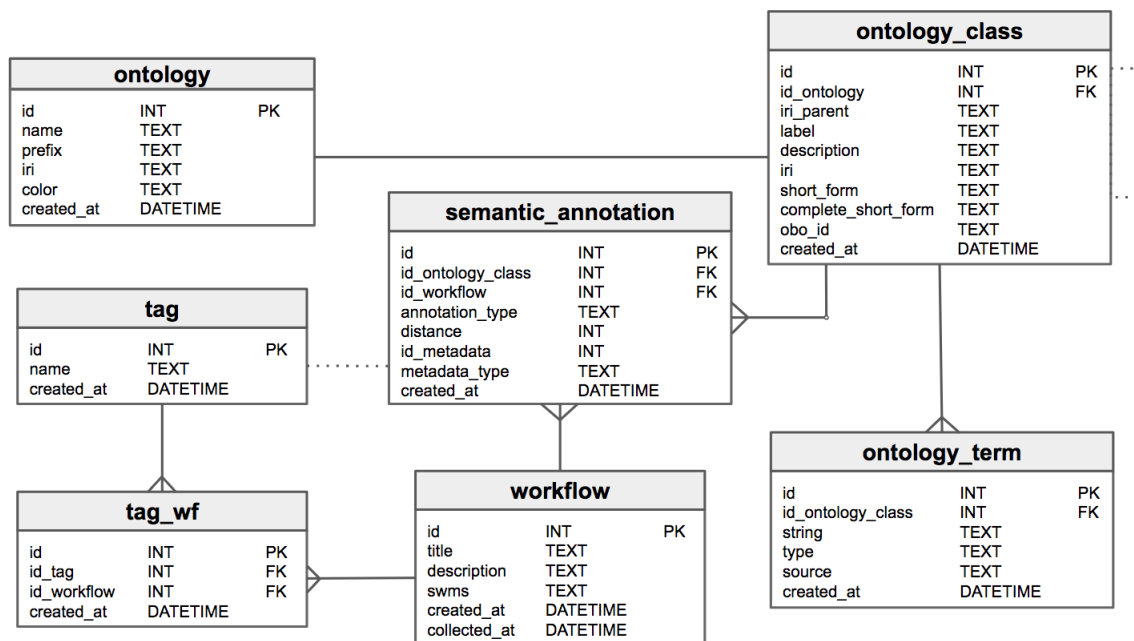 ontology
id INT PK
name TEXT
prefix TEXT
iri TEXT
color TEXT
created_at DATETIME
ontology_class
id INT PK
id_ontology INT FK
iri_parent TEXT
label TEXT
description TEXT
iri TEXT
short_form TEXT
complete_short_form TEXT
obo_id TEXT
created_at DATETIME
semantic_annotation
id INT PK
id_ontology_class INT FK
id_workflow INT FK
annotation_type TEXT
distance INT
id_metadata INT
metadata_type TEXT
created_at DATETIME
tag
id INT PK
name TEXT
created_at DATETIME
ontology_term
id INT PK
id_ontology_class INT FK
string TEXT
type TEXT
source TEXT
created_at DATETIME
tag_wf
id INT PK
id_tag INT FK
id_workflow INT FK
created_at DATETIME
workflow
id INT PK
title TEXT
description TEXT
swms TEXT
created_at DATETIME
collected_at DATETIME